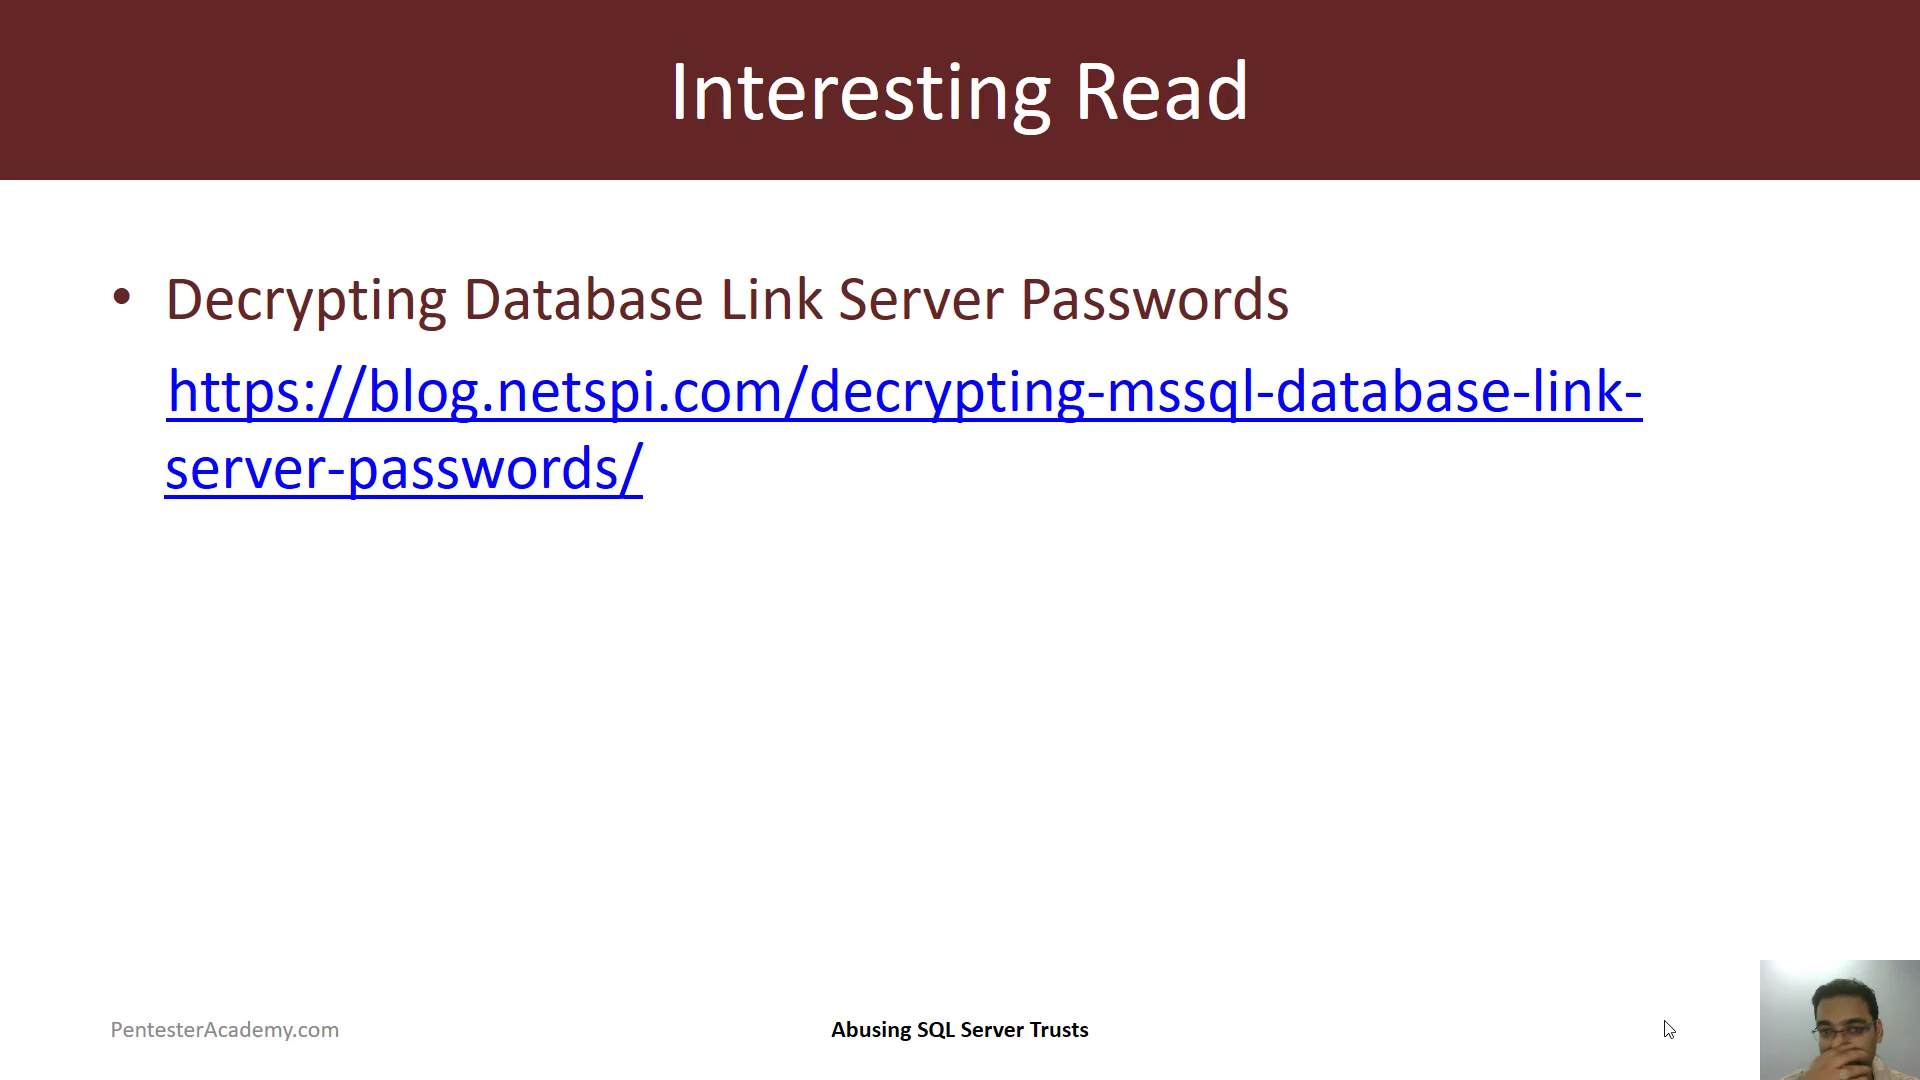 Interesting Read
• Decrypting Database Link Server Passwords
https://blog.netspi.com/decrypting-mssql-database-link-
server-passwords/
PentesterAcademy.com
Abusing SQL Server Trusts